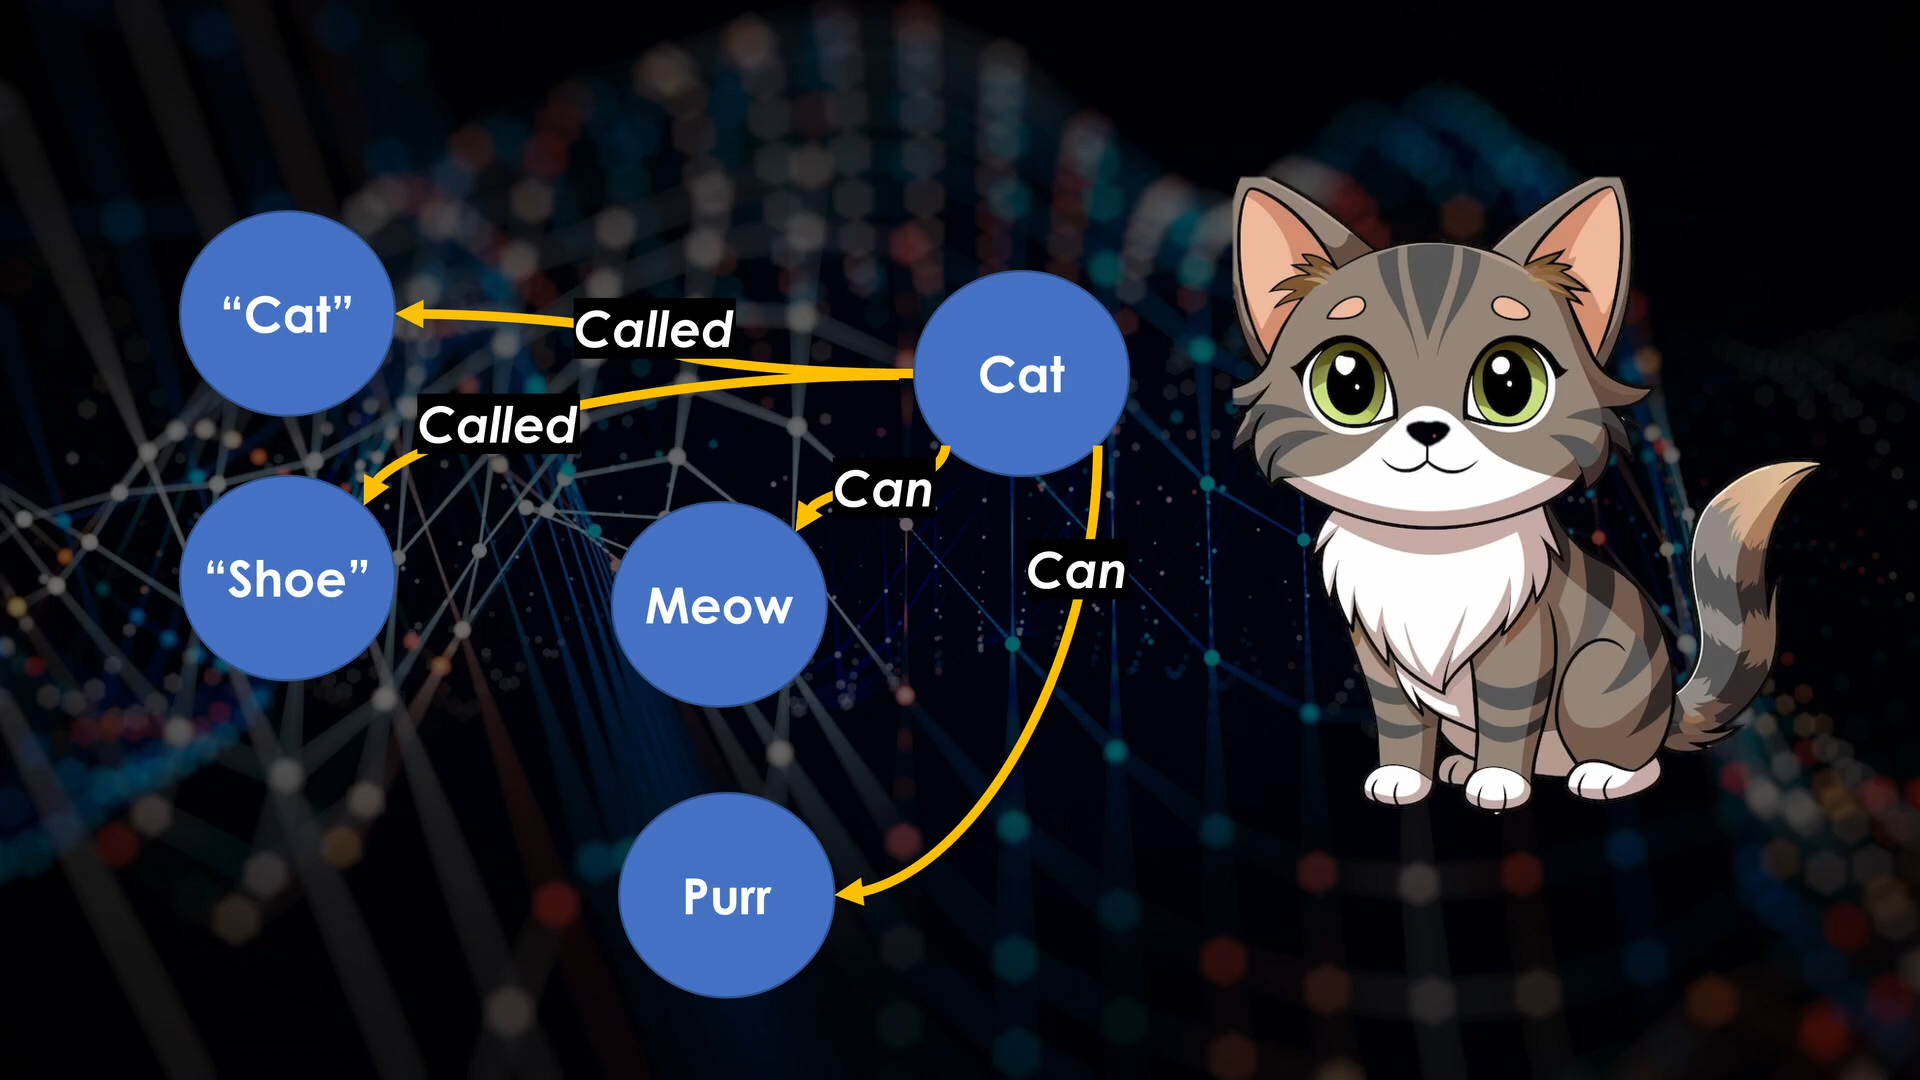 “Cat”
Called
Cat
Called
Can
“Shoe”
Meow
Can
Purr